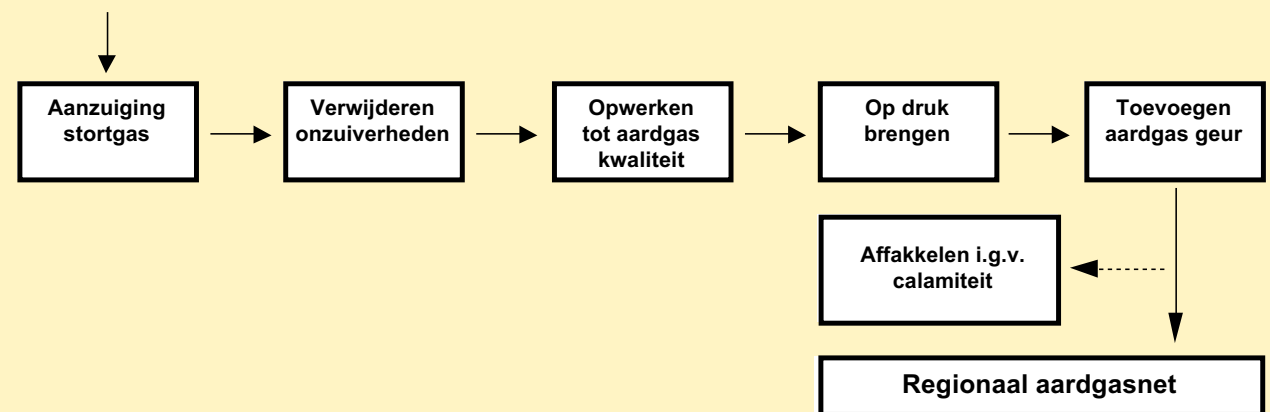 Aanzuiging
stortgas
Verwijderen
onzuiverheden
Opwerken
tot aardgas
kwaliteit
Op druk
brengen
Toevoegen
aardgas geur
Affakkelen i.g.v.
calamiteit
Regionaal aardgasnet